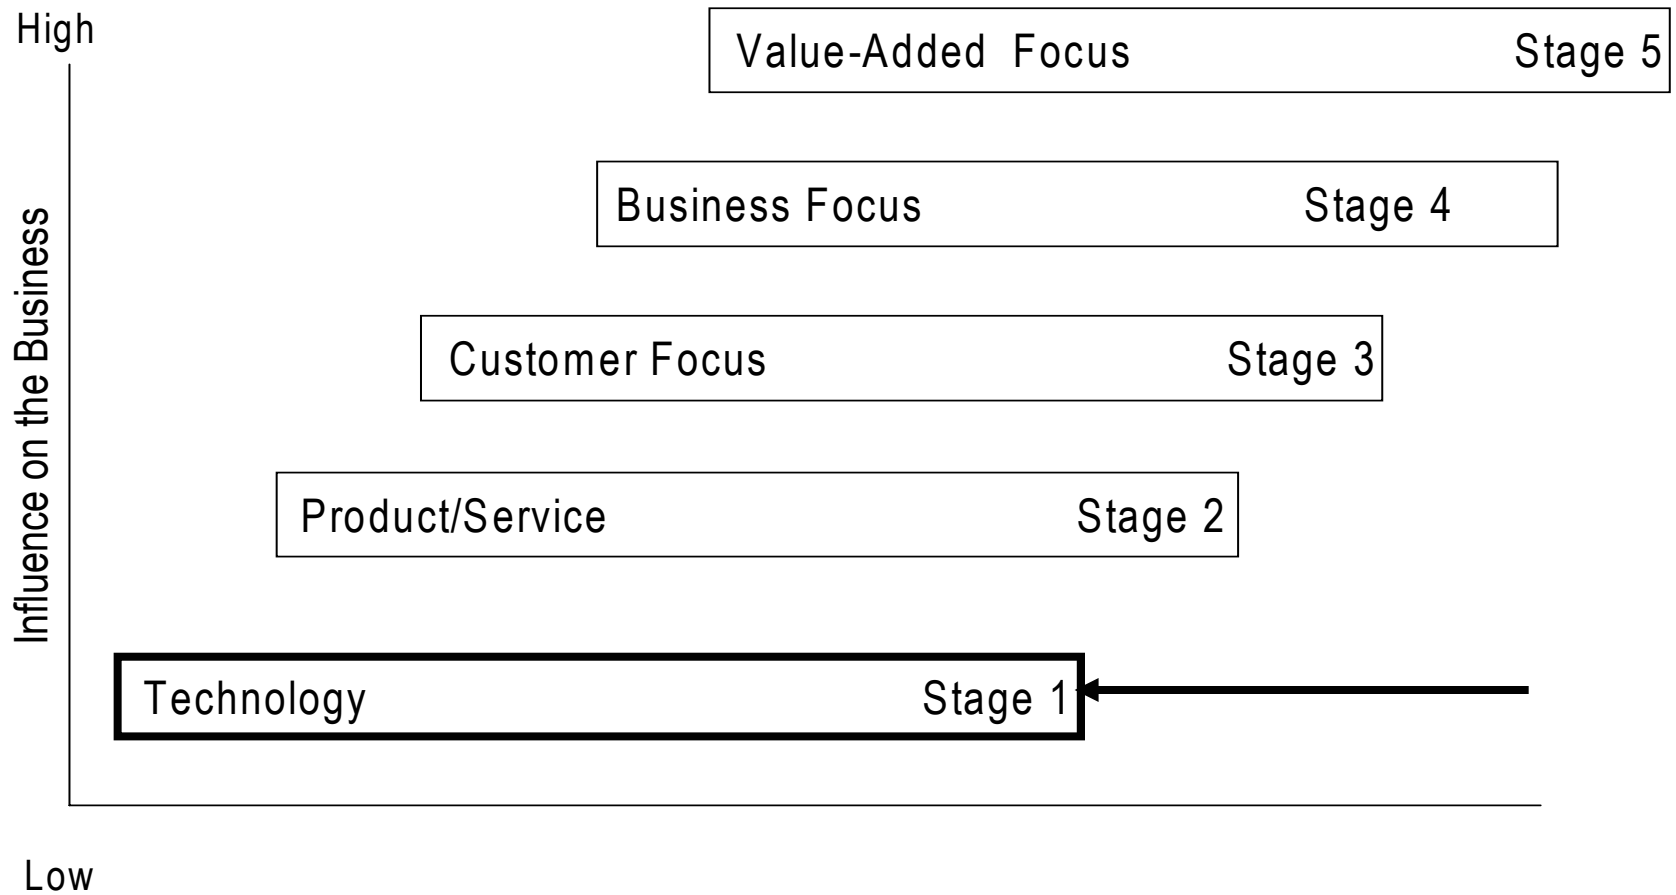 High
Value-Added Focus Stage 5
Business Focus Stage 4
Influence on the Business
Customer Focus Stage 3
Product/Service Stage 2
Technology Stage 1
Low